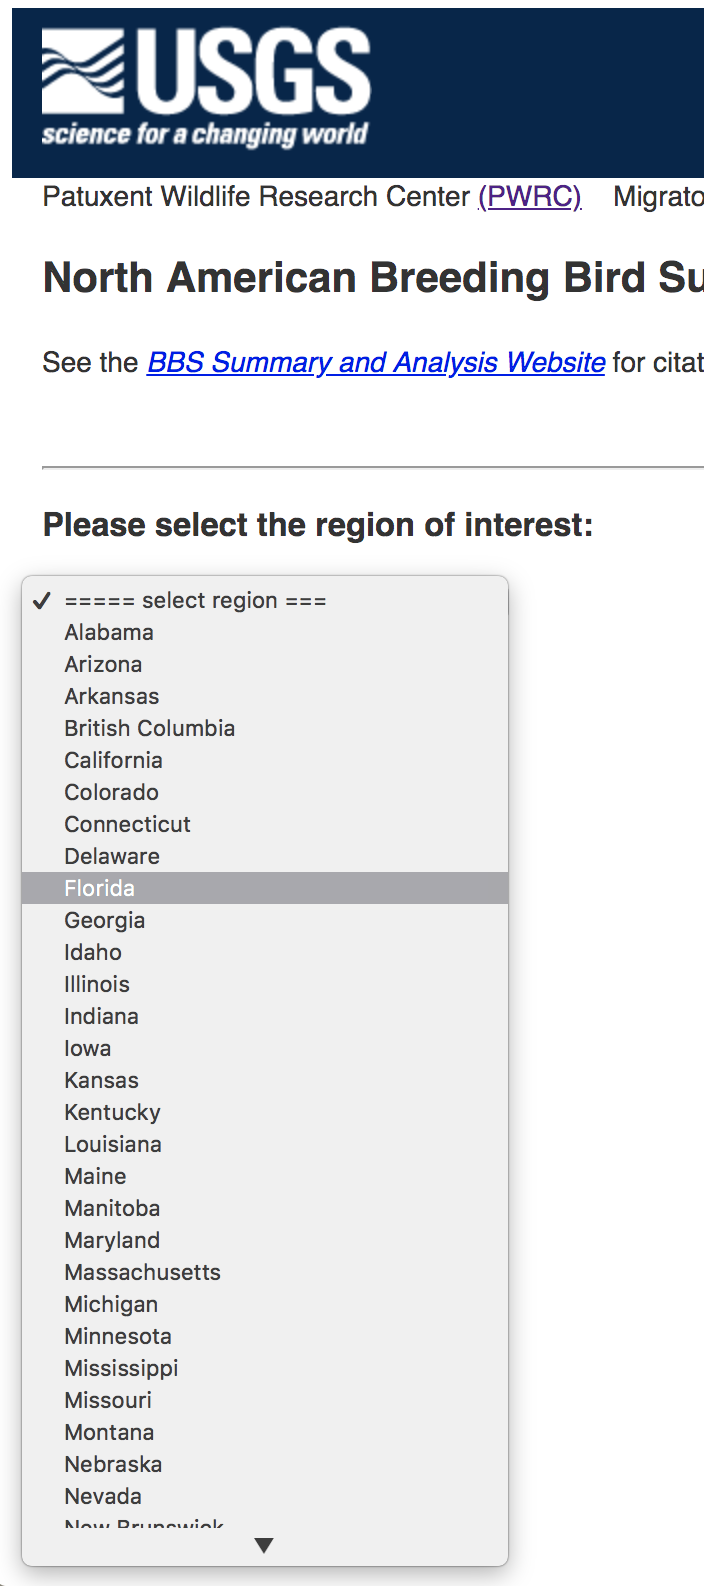 USGS
science for a changing world
Patuxent Wildlife Research Center (PWRC) Migrato
North American Breeding Bird Su
See the BBS Summary and Analysis Website for citat
Please select the region of interest:
✓ ===== select region ===
Alabama
Arizona
Arkansas
British Columbia
California
Colorado
Connecticut
Delaware
Florida
Georgia
Idaho
Illinois
Indiana
Iowa
Kansas
Kentucky
Louisiana
Maine
Manitoba
Maryland
Massachusetts
Michigan
Minnesota
Mississippi
Missouri
Montana
Nebraska
Nevada
New Brunswick